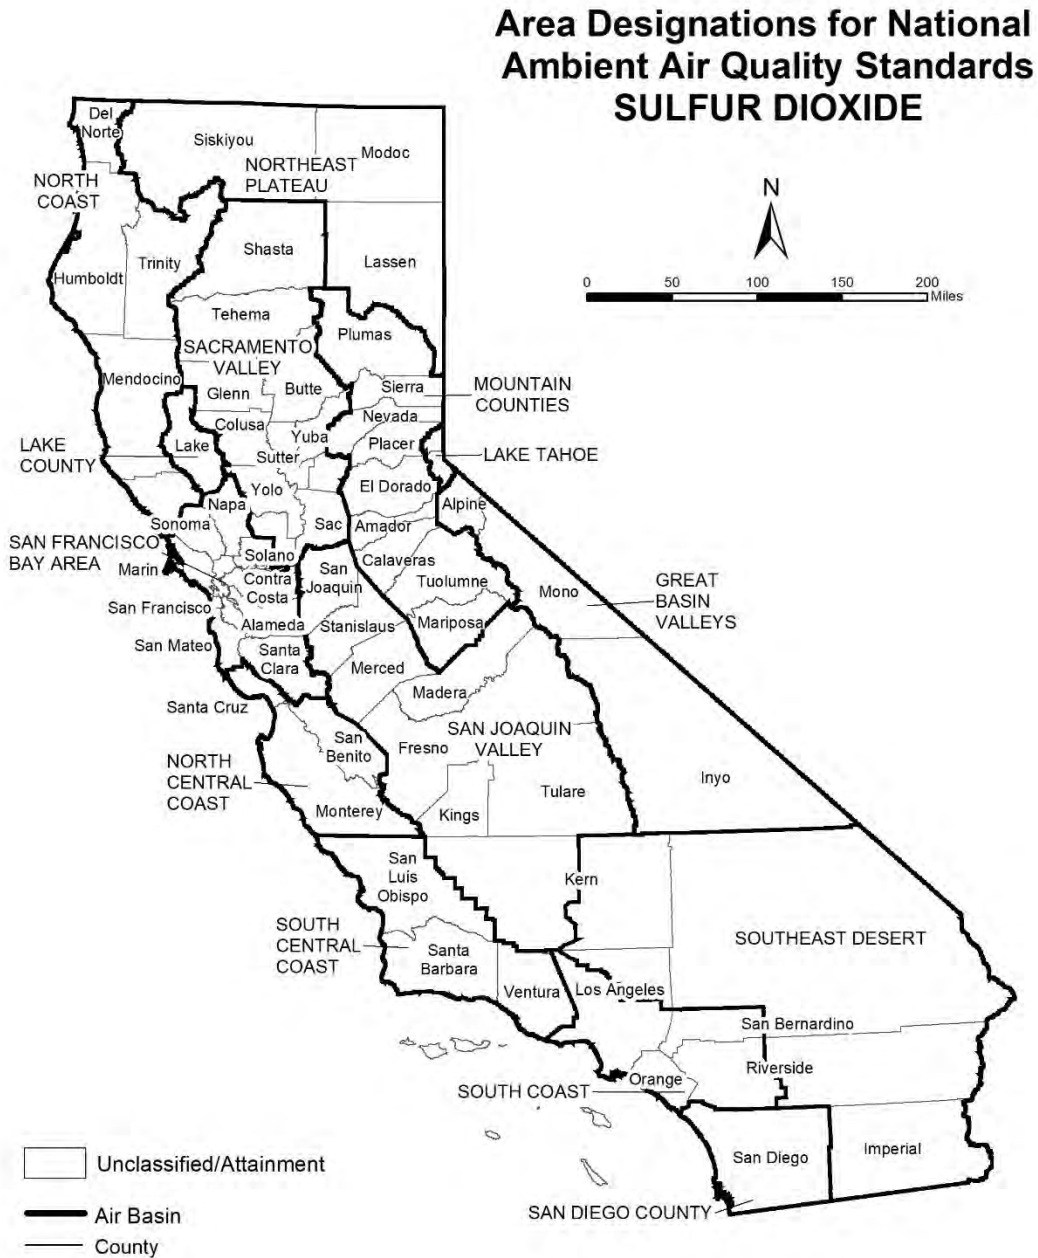 Area Designations for National
Ambient Air Quality Standards
SULFUR DIOXIDE
N
0 50 100 150 200
Miles
Del
Norte
Siskiyou
Modoc
NORTHEAST
PLATEAU
NORTH
COAST
Shasta
Trinity
Humboldt
Lassen
Tehema
Plumas
SACRAMENTO
VALLEY
Mendocino
Glenn
Butte
Sierra
MOUNTAIN
COUNTIES
Colusa
Nevada
Yuba
Placer
LAKE
COUNTY
Lake
Sutter
LAKE TAHOE
Yolo
El Dorado
Napa
Alpine
Sonoma
Sac
Amador
SAN FRANCISCO
BAY AREA
Solano
Calaveras
Marin
Contra
Costa
San
Joaquin
Tuolumne
Mono
GREAT
BASIN
VALLEYS
San Francisco
Alameda
Stanislaus
Mariposa
San Mateo
Santa
Clara
Merced
Madera
Santa Cruz
San
Benito
Fresno
SAN JOAQUIN
VALLEY
NORTH
CENTRAL
COAST
Monterey
Kings
Tulare
Inyo
San
Luis
Obispo
Kern
SOUTH
CENTRAL
COAST
Santa
Barbara
SOUTHEAST DESERT
Ventura
Los Angeles
San Bernardino
Riverside
Orange
SOUTH COAST
San Diego
Imperial
SAN DIEGO COUNTY
Unclassified/Attainment
Air Basin
County